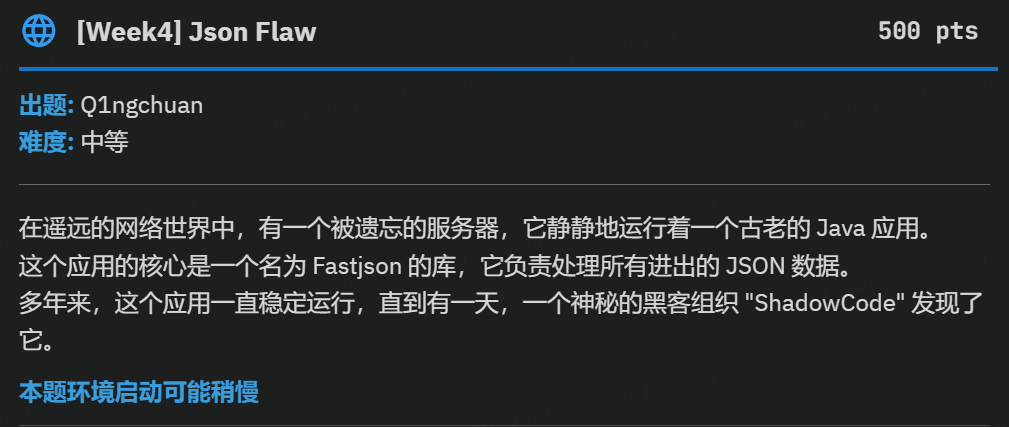 [Week4] Json Flaw 500 pts
出题: Q1ngchuan
难度: 中等
在遥远的网络世界中，有一个被遗忘的服务器，它静静地运行着一个古老的 Java 应用。
这个应用的核心是一个名为 Fastjson 的库，它负责处理所有进出的 JSON 数据。
多年来，这个应用一直稳定运行，直到有一天，一个神秘的黑客组织 "ShadowCode" 发现了
它。
本题环境启动可能稍慢